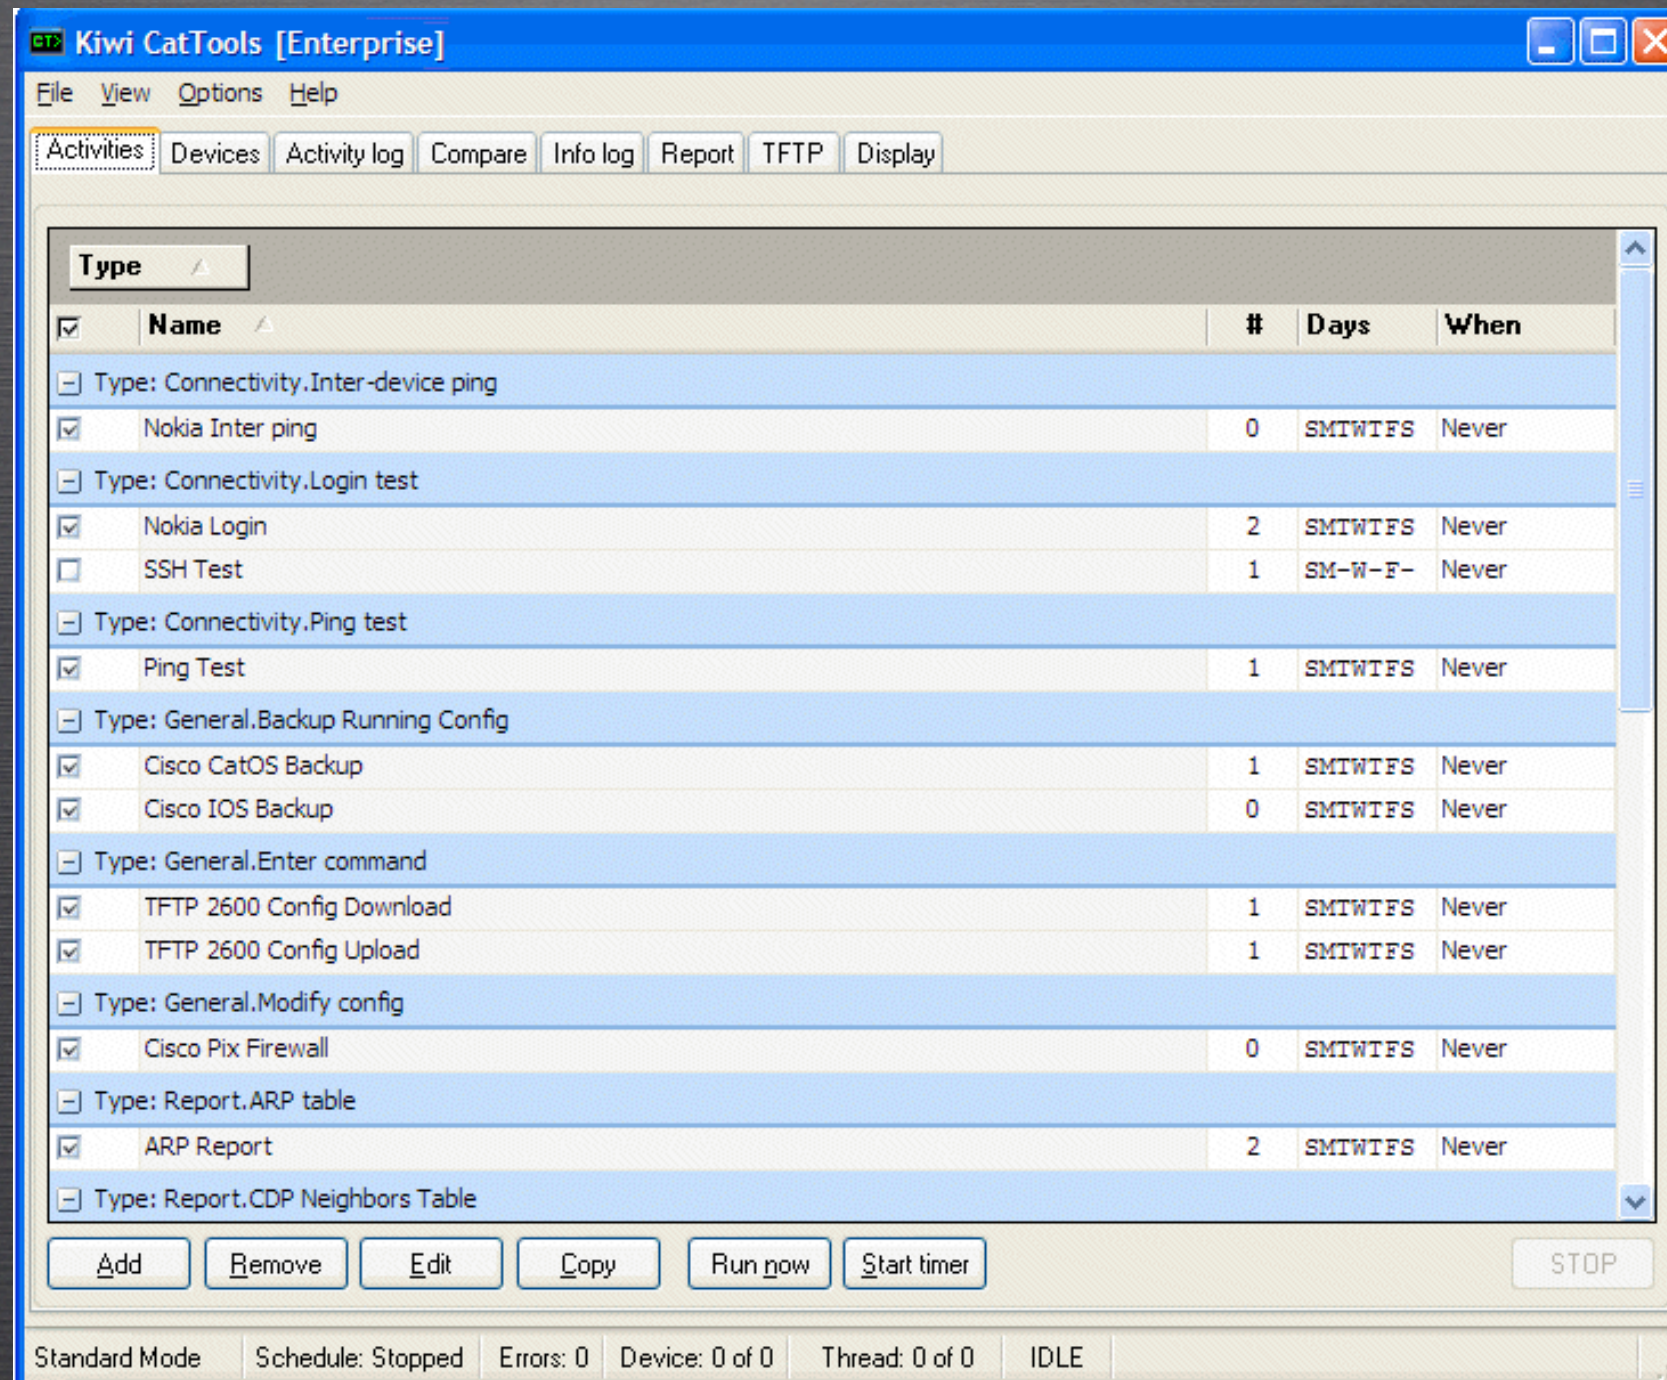 CT> Kiwi CatTools [Enterprise]
File View Options Help
Activities Devices Activity log Compare Info log Report TFTP Display
Type
Name # Days When
Type: Connectivity.Inter-device ping
Nokia Inter ping 0 SMTWTFS Never
Type: Connectivity.Login test
Nokia Login 2 SMTWTFS Never
SSH Test 1 SM-W-F- Never
Type: Connectivity.Ping test
Ping Test 1 SMTWTFS Never
Type: General.Backup Running Config
Cisco CatOS Backup 1 SMTWTFS Never
Cisco IOS Backup 0 SMTWTFS Never
Type: General.Enter command
TFTP 2600 Config Download 1 SMTWTFS Never
TFTP 2600 Config Upload 1 SMTWTFS Never
Type: General.Modify config
Cisco Pix Firewall 0 SMTWTFS Never
Type: Report.ARP table
ARP Report 2 SMTWTFS Never
Type: Report.CDP Neighbors Table
Add Remove Edit Copy Run now Start timer STOP
Standard Mode Schedule: Stopped Errors: 0 Device: 0 of 0 Thread: 0 of 0 IDLE